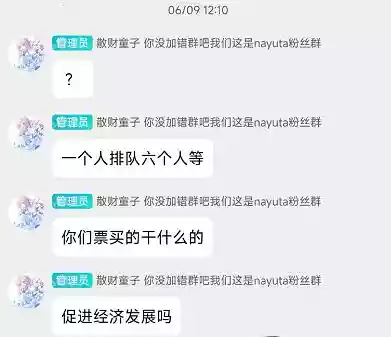 06/09 12:10
管理员 散财童子 你没加错群吧我们这是nayuta粉丝群
？
管理员 散财童子 你没加错群吧我们这是nayuta粉丝群
一个人排队六个人等
管理员 散财童子 你没加错群吧我们这是nayuta粉丝群
你们票买的干什么的
管理员 散财童子 你没加错群吧我们这是nayuta粉丝群
促进经济发展吗